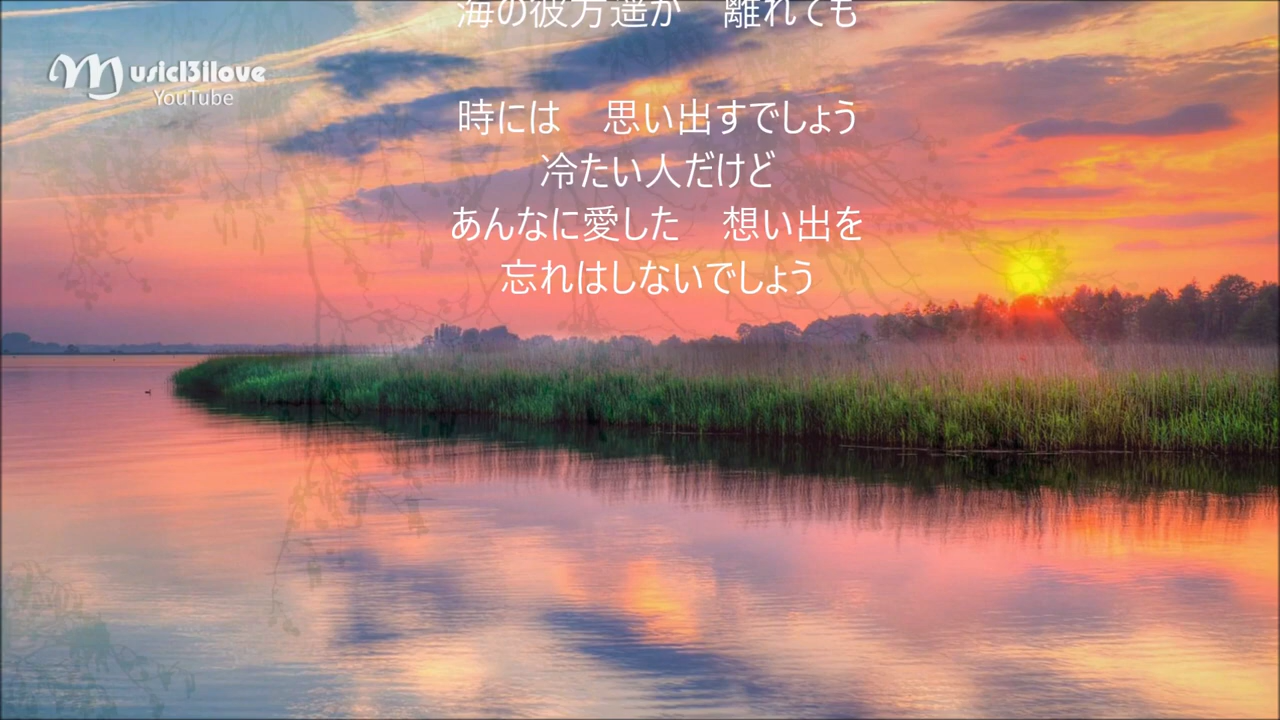 海の彼方遥か　離れても
Musicl3ilove
YouTube
時には　思い出すでしょう
冷たい人だけど
あんなに愛した　想い出を
忘れはしないでしょう